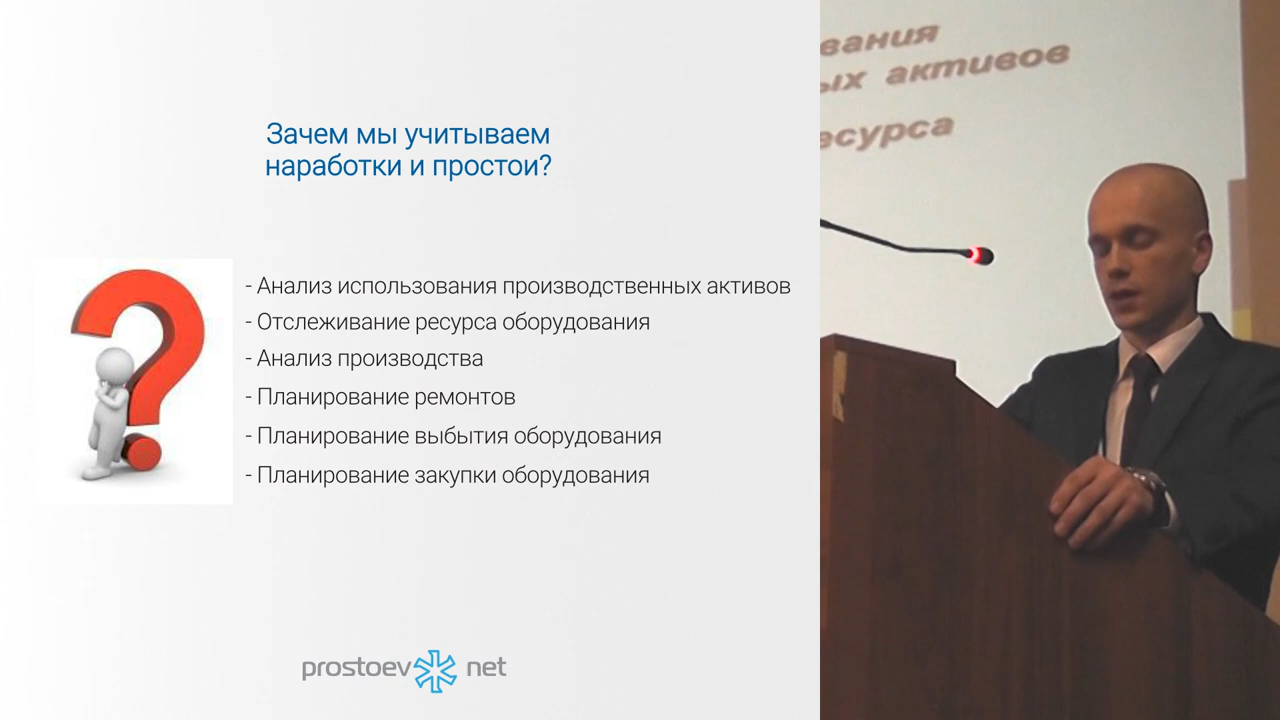 Зачем мы учитываем
наработки и простои?
- Анализ использования производственных активов
- Отслеживание ресурса оборудования
- Анализ производства
- Планирование ремонтов
- Планирование выбытия оборудования
- Планирование закупки оборудования
prostoev net
вания
ых активов
есурса